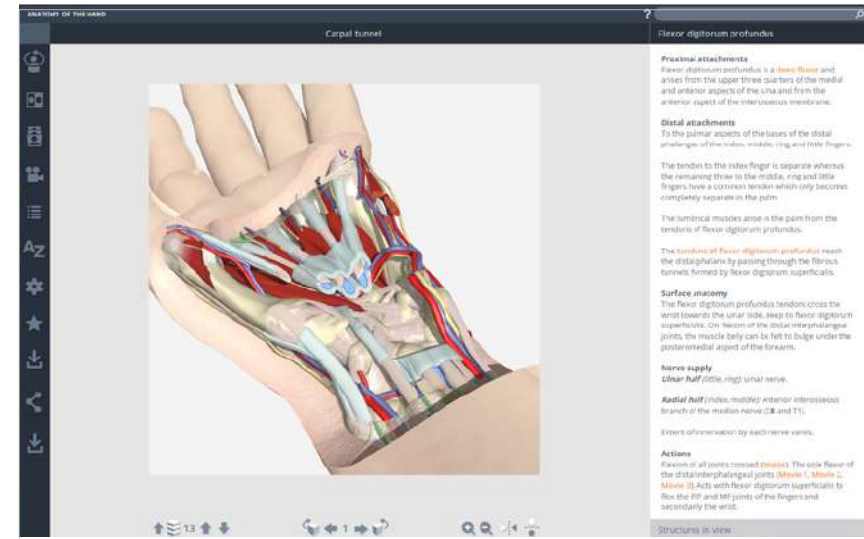 ANATOMY OF THE HAND
?
Carpal tunnel
Flexor digitorum profundus
Proximal attachments
Flexor digitorum profundus is a deep flexor and
arises from the upper three quarters of the medial
and anterior aspects of the ulna and from the
anterior aspect of the interosseous membrane.
Distal attachments
To the palmar aspects of the bases of the distal
phalanges of the index, middle, ring and little fingers.
The tendon to the index finger is separate whereas
the remaining three to the middle, ring and little
fingers have a common tendon which only becomes
completely separate in the palm.
The lumbrical muscles arise in the palm from the
tendons of flexor digitorum profundus.
The tendons of flexor digitorum profundus reach
the distal phalanx by passing through the fibrous
tunnels formed by flexor digitorum superficialis.
Surface anatomy
The flexor digitorum profundus tendons cross the
wrist towards the ulnar side, deep to flexor digitorum
superficialis. On flexion of the distal interphalangeal
joints, the muscle belly can be felt to bulge under the
posteromedial aspect of the forearm.
Nerve supply
Ulnar half (little, ring): ulnar nerve.
Radial half (index, middle): Anterior interosseous
branch of the median nerve (C8 and T1).
Extent of innervation by each nerve varies.
Actions
Flexion of all joints crossed. The sole flexor of
the distal interphalangeal joints (Movie 1, Movie 2,
Movie 3). Acts with flexor digitorum superficialis to
flex the PIP and MP joints of the fingers and
secondarily the wrist.
AZ
13
1
Structures in view